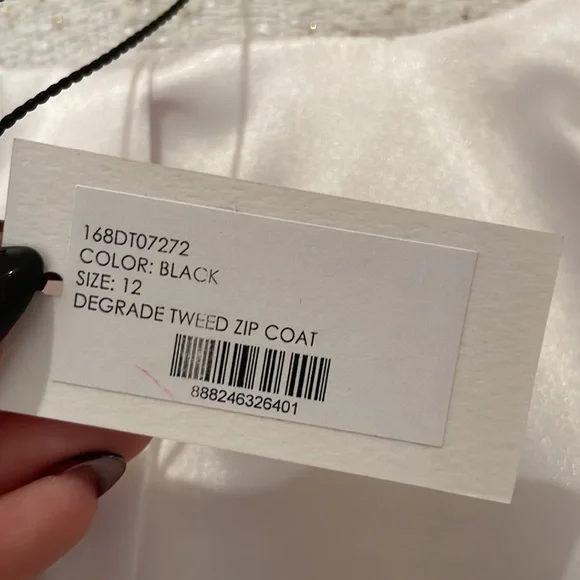 168DT07272
COLOR: BLACK
SIZE: 12
DEGRADE TWEED ZIP COAT
888246326401